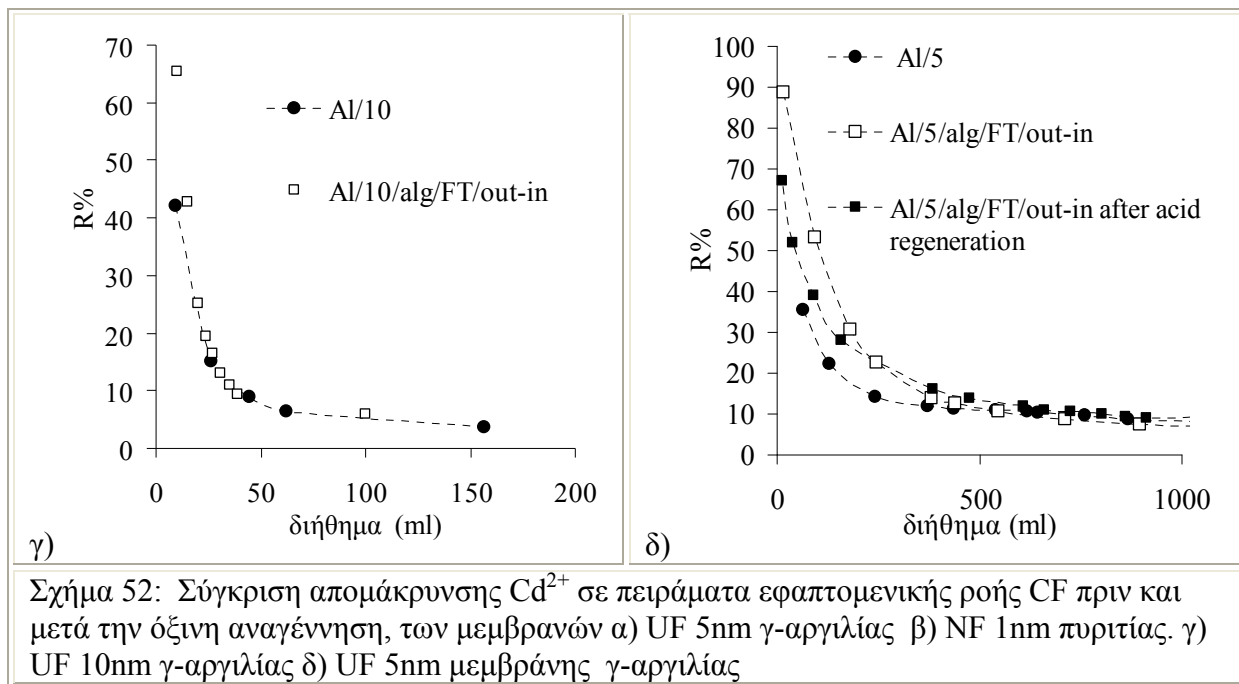 70
60
50
40
30
20
10
0
R%
Al/10
Al/10/alg/FT/out-in
0 50 100 150 200
διήθημα (ml)
γ)
100
90
80
70
60
50
40
30
20
10
0
R%
Al/5
Al/5/alg/FT/out-in
Al/5/alg/FT/out-in after acid
regeneration
0 500 1000
διήθημα (ml)
δ)
Σχήμα 52: Σύγκριση απομάκρυνσης Cd²⁺ σε πειράματα εφαπτομενικής ροής CF πριν και
μετά την όξινη αναγέννηση, των μεμβρανών α) UF 5nm γ-αργιλίας β) NF 1nm πυριτίας. γ)
UF 10nm γ-αργιλίας δ) UF 5nm μεμβράνης γ-αργιλίας